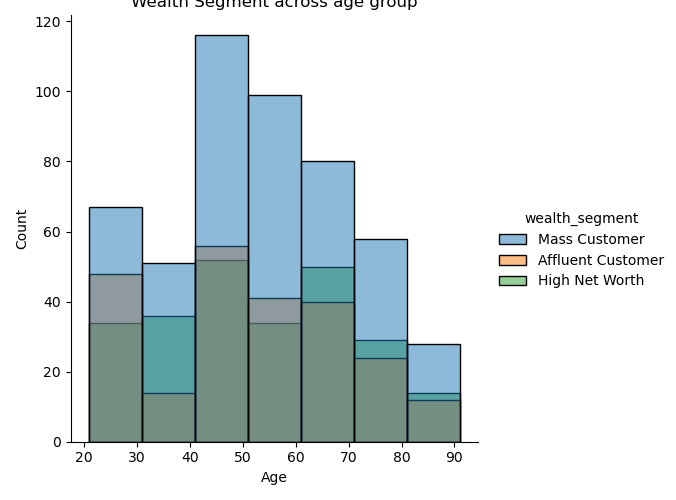 Wealth Segment across age group
120
100
80
60
40
20
0
Count
20 30 40 50 60 70 80 90
Age
wealth_segment
Mass Customer
Affluent Customer
High Net Worth